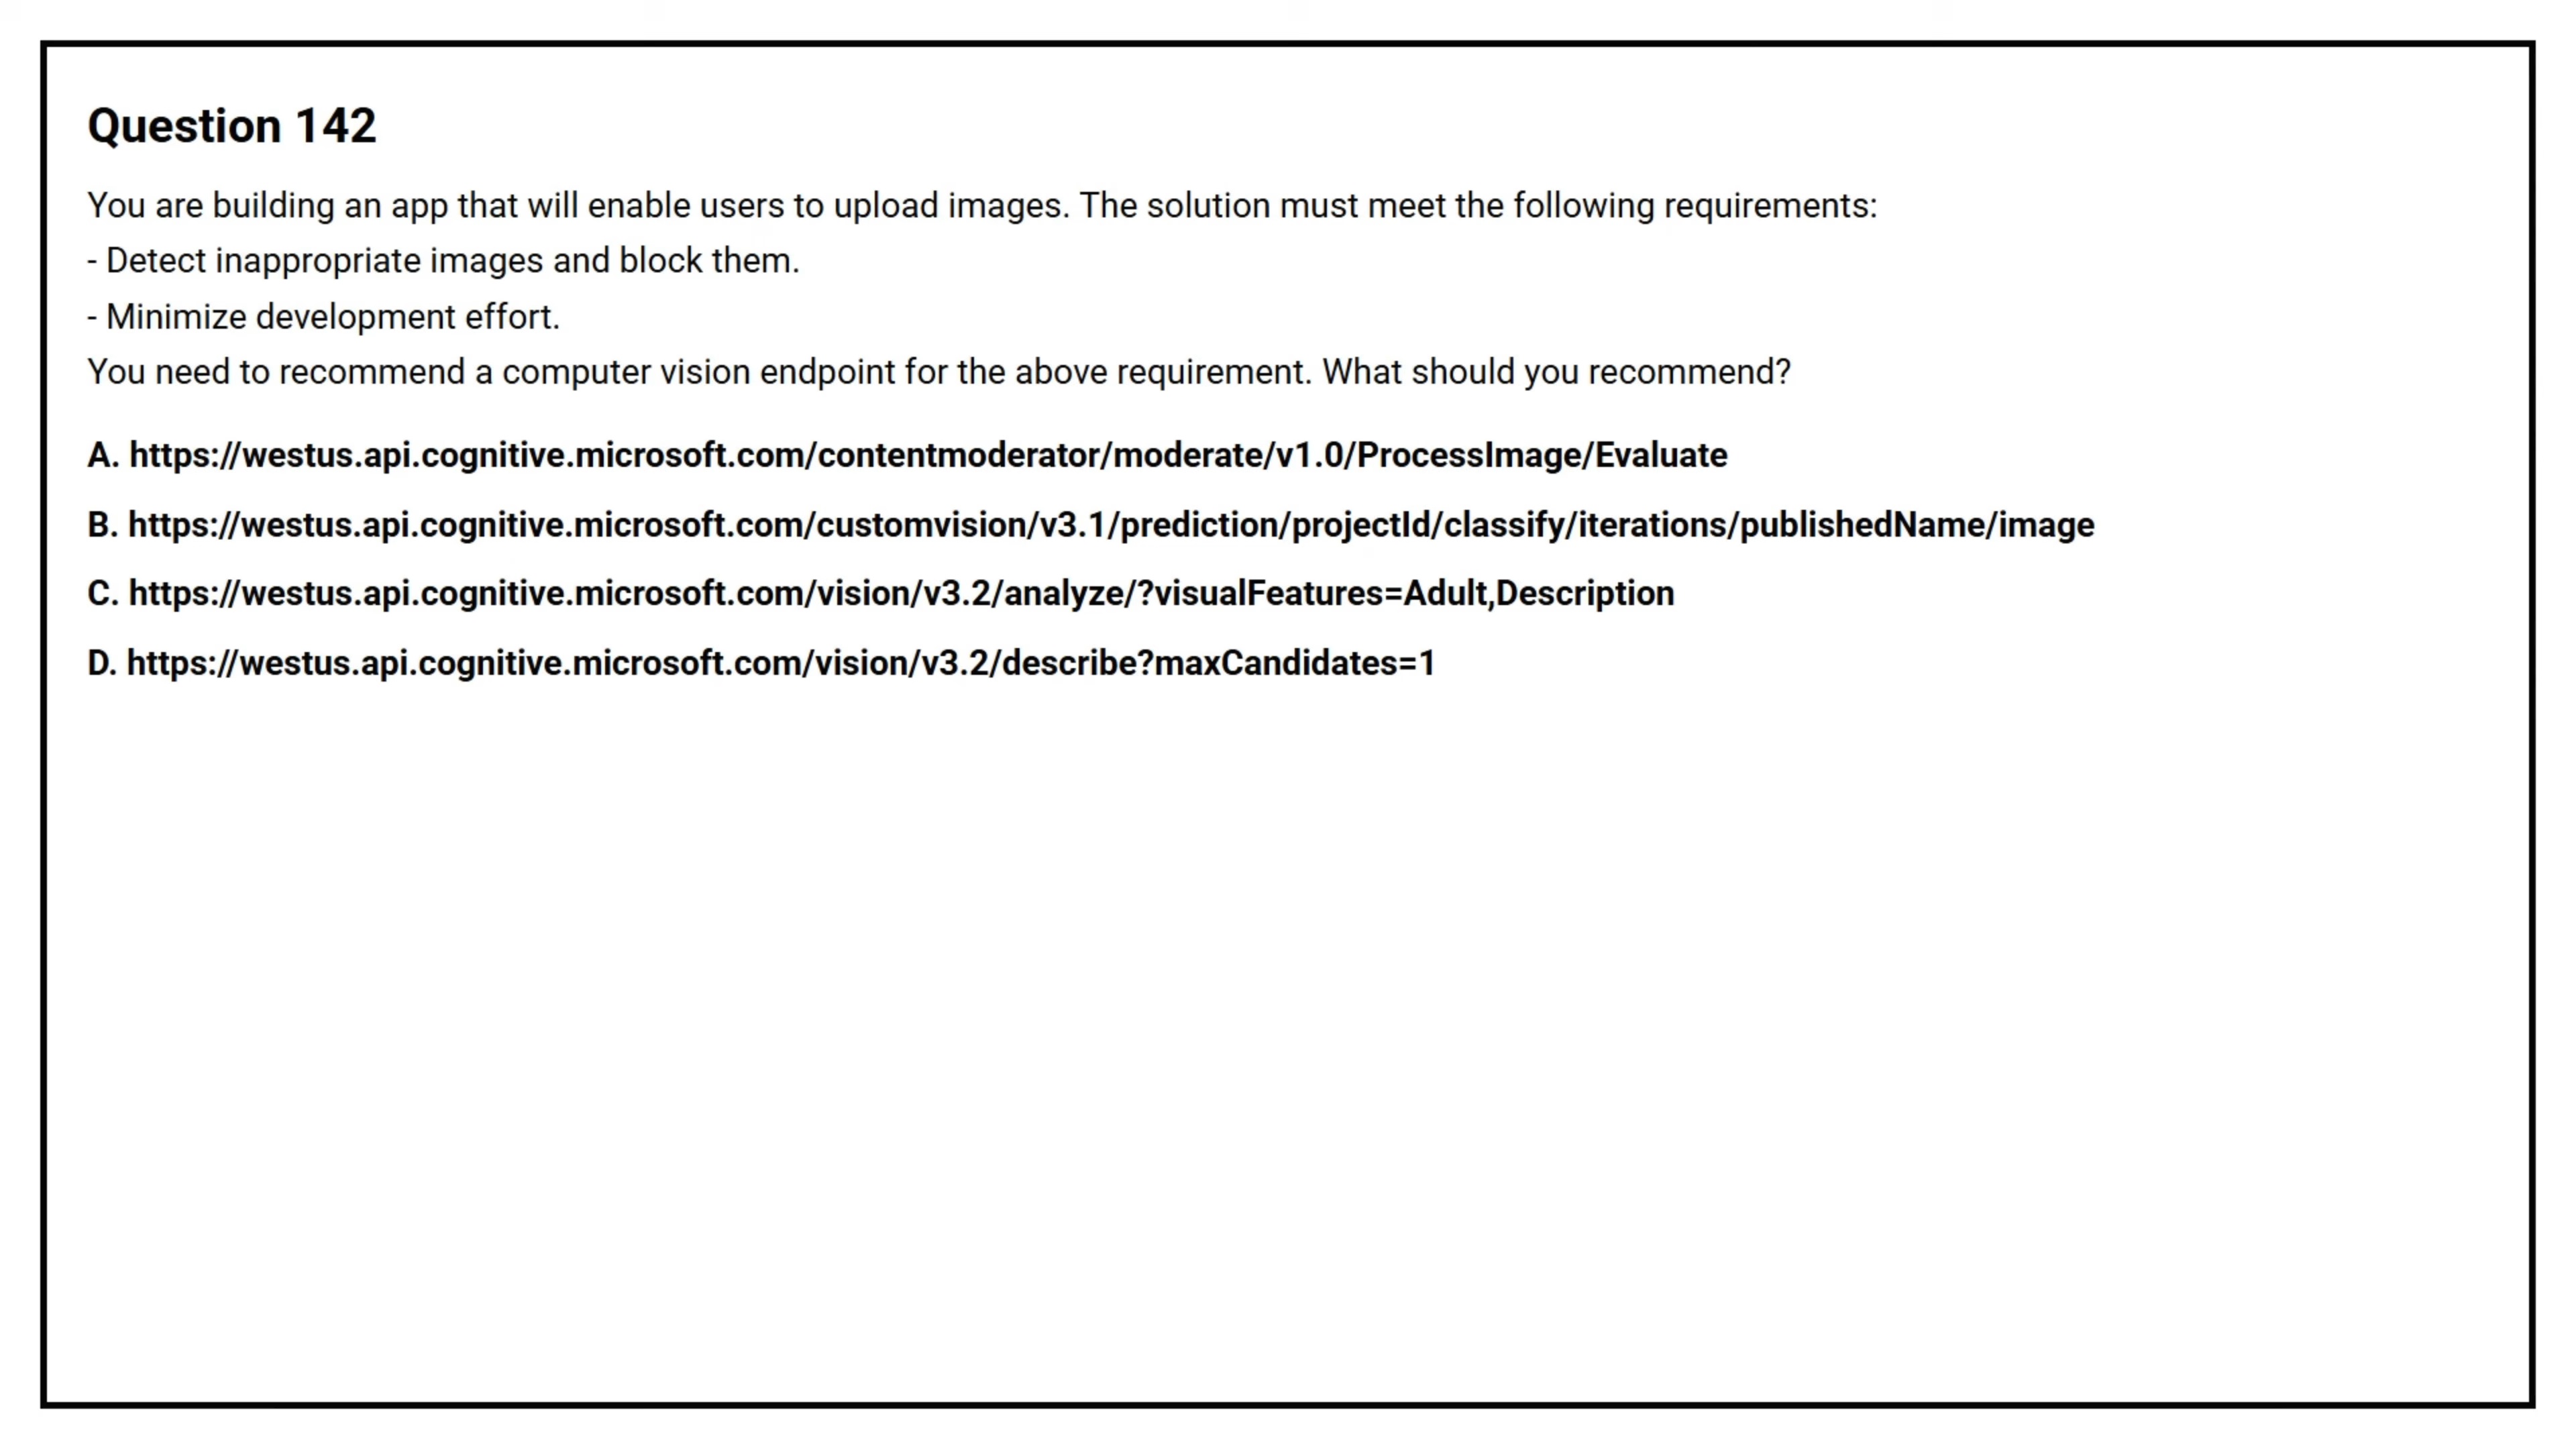 Question 142
You are building an app that will enable users to upload images. The solution must meet the following requirements:
- Detect inappropriate images and block them.
- Minimize development effort.
You need to recommend a computer vision endpoint for the above requirement. What should you recommend?
A. https://westus.api.cognitive.microsoft.com/contentmoderator/moderate/v1.0/ProcessImage/Evaluate
B. https://westus.api.cognitive.microsoft.com/customvision/v3.1/prediction/projectId/classify/iterations/publishedName/image
C. https://westus.api.cognitive.microsoft.com/vision/v3.2/analyze/?visualFeatures=Adult,Description
D. https://westus.api.cognitive.microsoft.com/vision/v3.2/describe?maxCandidates=1